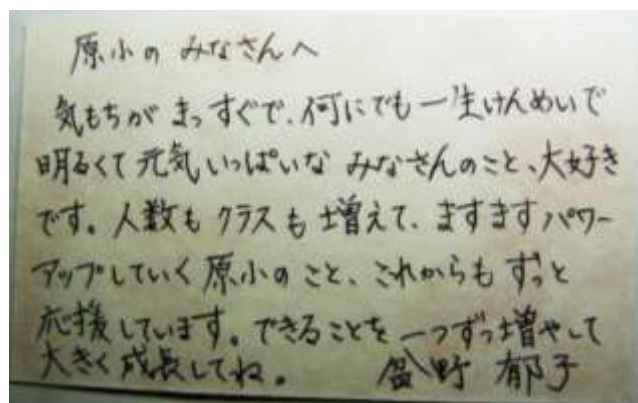 原小の みなさんへ
気もちが まっすぐで、何にでも一生けんめいで
明るくて元気いっぱいな みなさんのこと、大好き
です。人数も クラスも 増えて、ますます パワー
アップしていく 原小のこと、これからも ずっと
応援しています。できることを 一つずつ増やして
大きく成長してね。 盤野 郁子